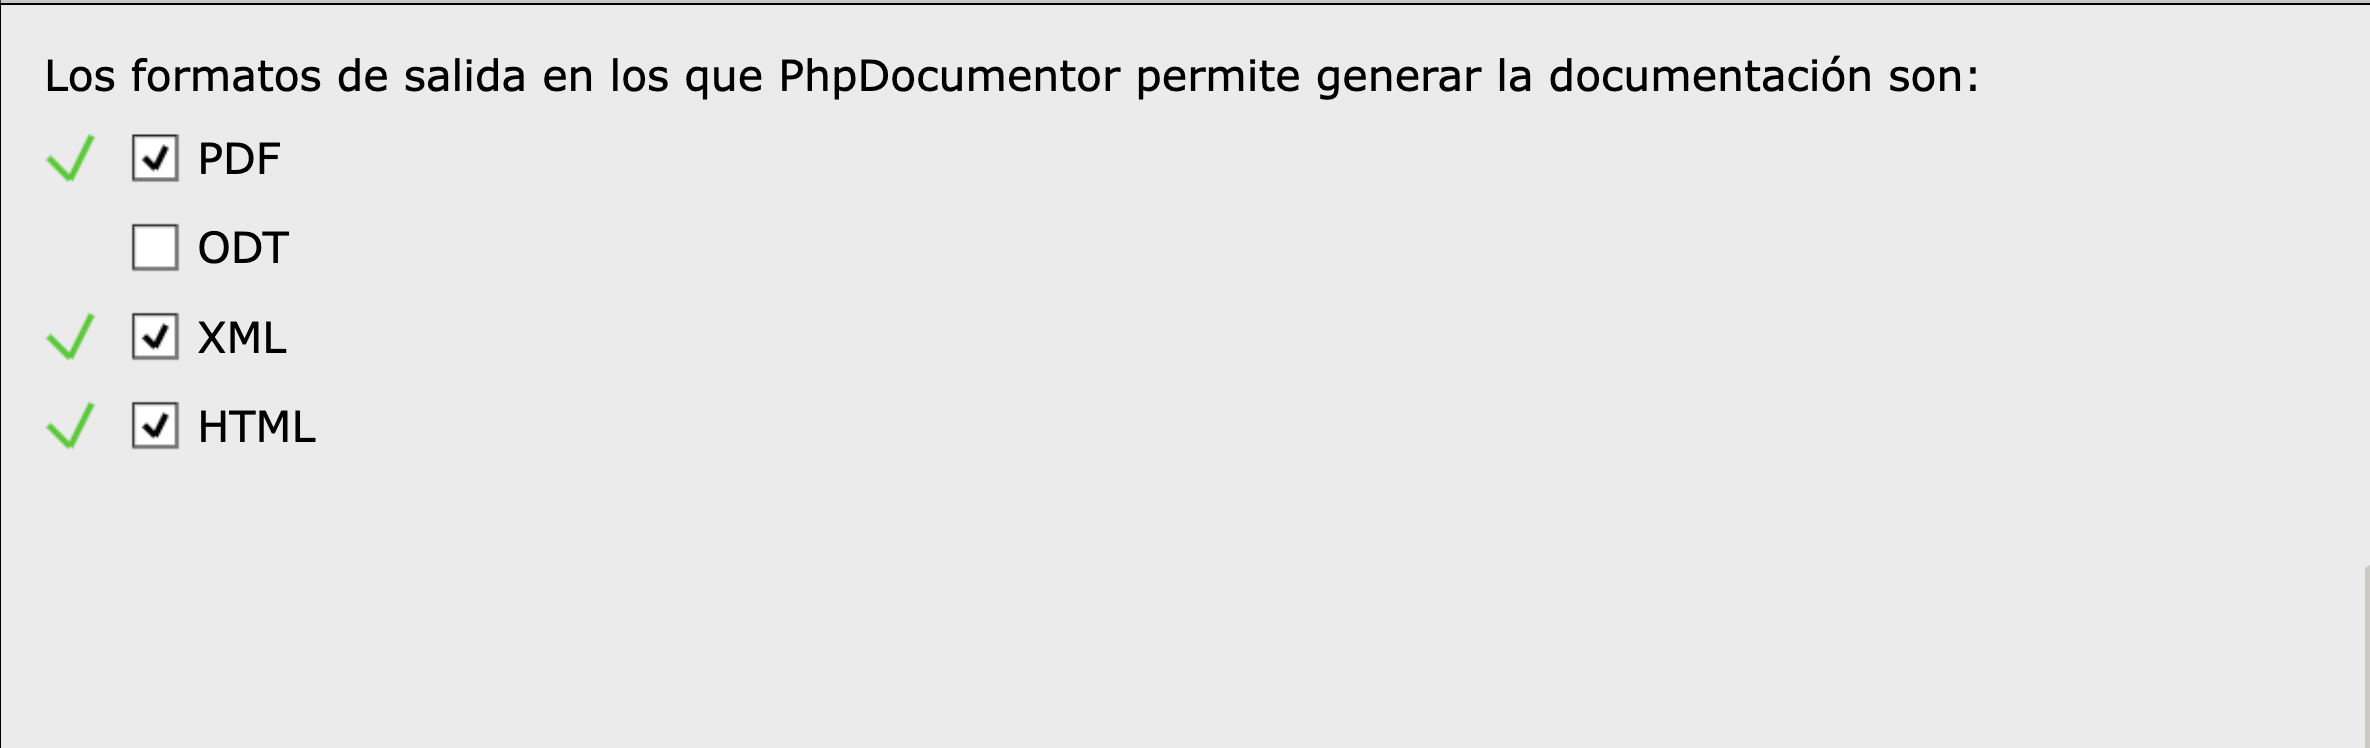 Los formatos de salida en los que PhpDocumentor permite generar la documentación son:
PDF
ODT
XML
HTML